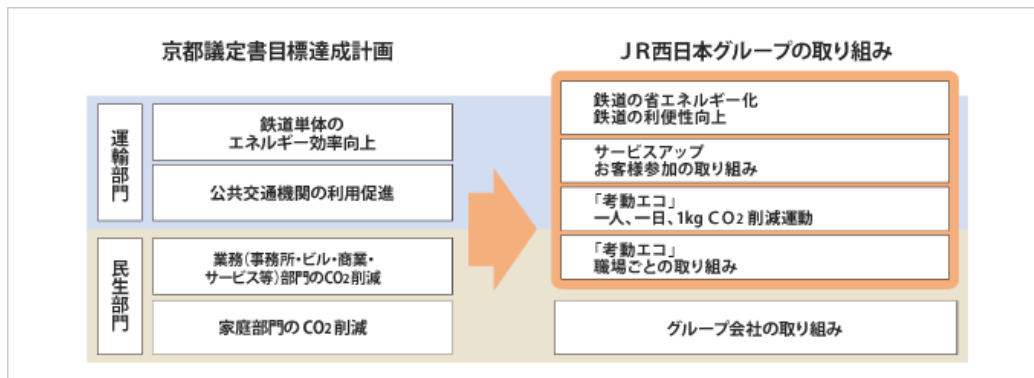 京都議定書目標達成計画
運輸部門
鉄道単体の
エネルギー効率向上
公共交通機関の利用促進
民生部門
業務(事務所・ビル・商業・
サービス等)部門のCO2削減
家庭部門のCO2削減
JR西日本グループの取り組み
鉄道の省エネルギー化
鉄道の利便性向上
サービスアップ
お客様参加の取り組み
「考動エコ」
一人、一日、1kg CO2削減運動
「考動エコ」
職場ごとの取り組み
グループ会社の取り組み